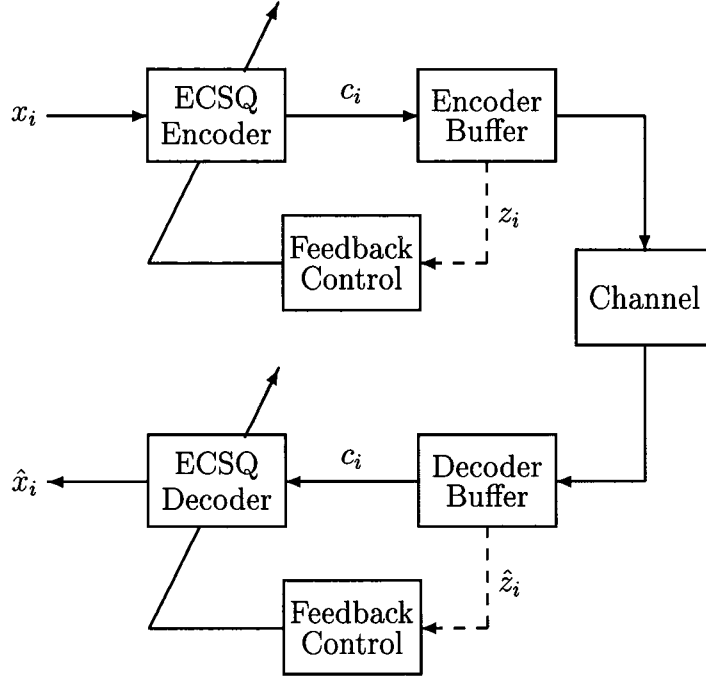 x_i
ECSQ
Encoder
c_i
Encoder
Buffer
z_i
Feedback
Control
Channel
x̂_i
ECSQ
Decoder
c_i
Decoder
Buffer
ẑ_i
Feedback
Control